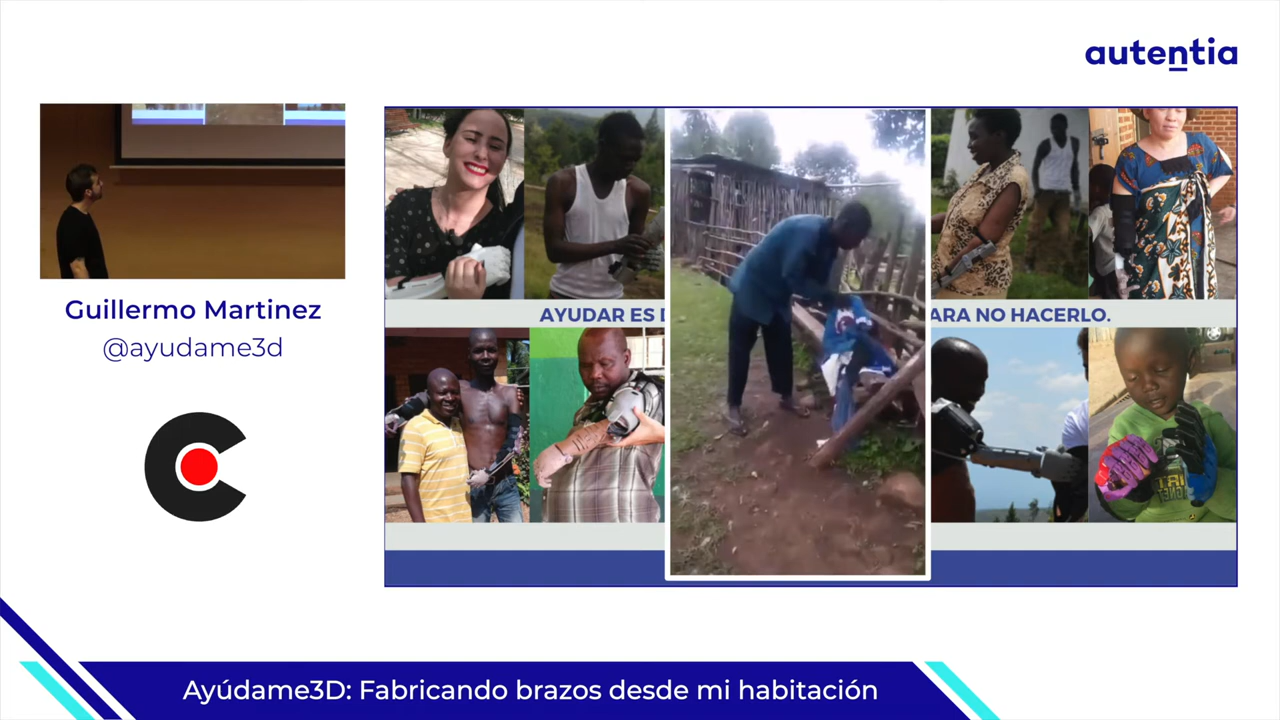 autentia
Guillermo Martinez
@ayudame3d
AYUDAR ES
ARA NO HACERLO.
Ayúdame3D: Fabricando brazos desde mi habitación